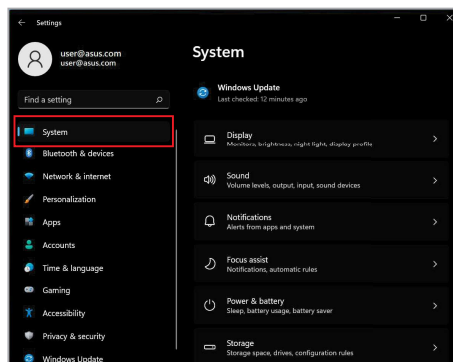 Settings
user@asus.com
user@asus.com
Find a setting
System
Bluetooth & devices
Network & internet
Personalization
Apps
Accounts
Time & language
Gaming
Accessibility
Privacy & security
Windows Update
System
Windows Update
Last checked: 12 minutes ago
Display
Monitors, brightness, night light, display profile
Sound
Volume levels, output, input, sound devices
Notifications
Alerts from apps and system
Focus assist
Notifications, automatic rules
Power & battery
Sleep, battery usage, battery saver
Storage
Storage space, drives, configuration rules